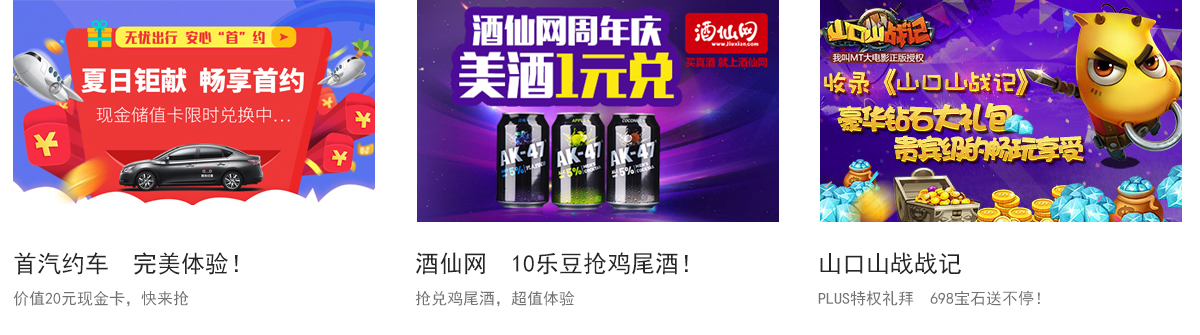 无忧出行 安心“首”约
夏日钜献 畅享首约
现金储值卡限时兑换中...
首汽约车 完美体验!
价值20元现金卡，快来抢
酒仙网周年庆
美酒1元兑
酒仙网
www.jiuxian.com
买真酒 就上酒仙网
AK-47
5%
APPLE
AK-47
5%
COCONUT
AK-47
5%
酒仙网 10乐豆抢鸡尾酒!
抢兑鸡尾酒，超值体验
山口山战记
我叫MT大电影正版授权
收录《山口山战记》
豪华钻石大礼包
贵宾级的畅玩享受
山口山战战记
PLUS特权礼拜 698宝石送不停!